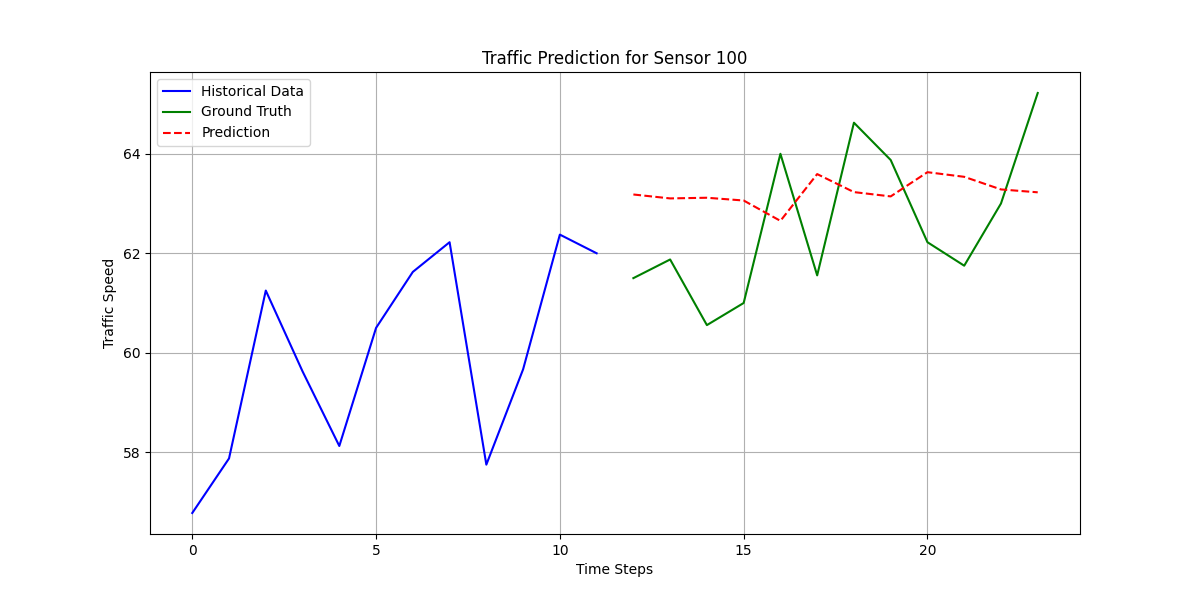 Traffic Prediction for Sensor 100
Historical Data
Ground Truth
Prediction
Traffic Speed
64
62
60
58
0 5 10 15 20
Time Steps